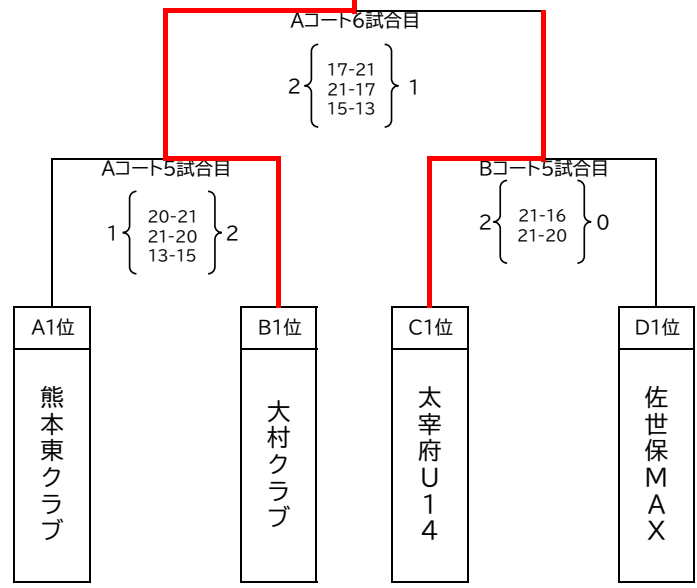 Aコート6試合目
2
17-21
21-17
15-13
1
Aコート5試合目
1
20-21
21-20
13-15
2
Bコート5試合目
2
21-16
21-20
0
A1位
B1位
C1位
D1位
熊本東クラブ
大村クラブ
太宰府U14
佐世保MAX